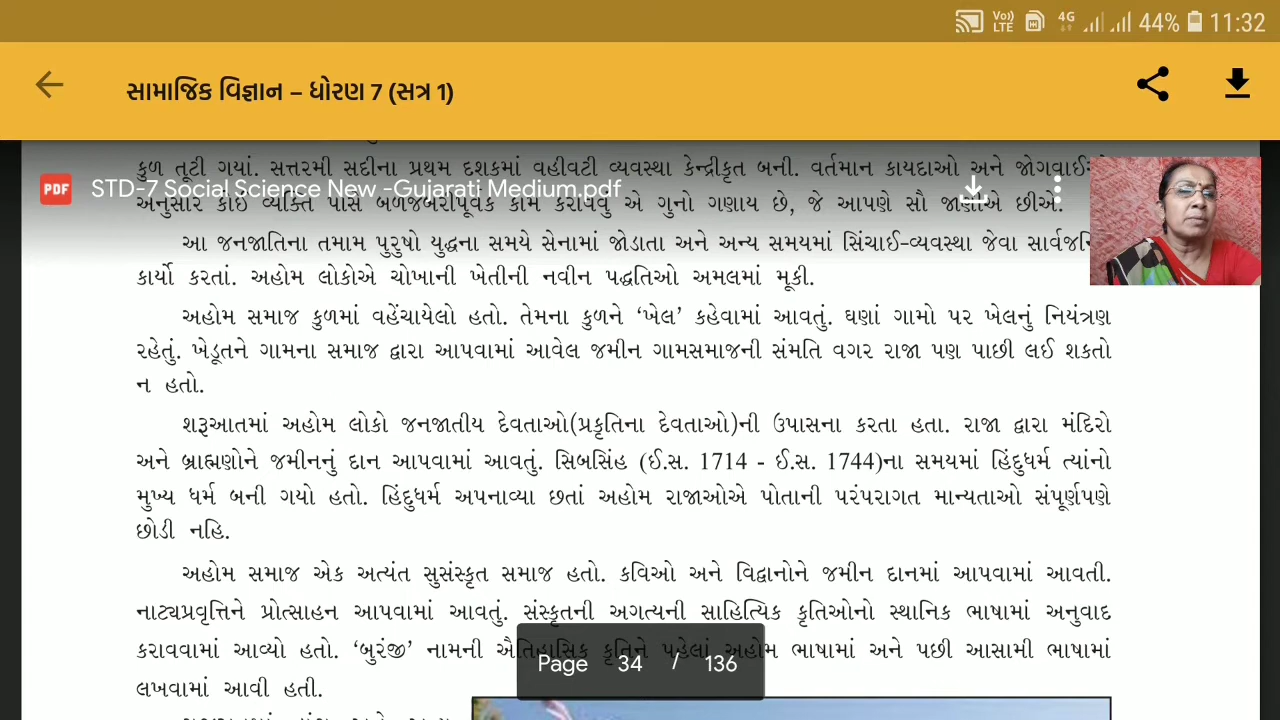 Vo) LTE 4G 44% 11:32
સામાજિક વિજ્ઞાન – ધોરણ 7 (સત્ર 1)
કુળ તૂટી ગયાં. સત્તરમી સદીના પ્રથમ દશકમાં વહીવટી વ્યવસ્થા કેન્દ્રીકૃત બની. વર્તમાન કાયદાઓ અને
PDF STD-7 Social Science New -Gujarati Medium.pdf
અનુસાર કોઈ વ્યક્તિ પાસે બળજબરીપૂર્વક કામ કરાવવું એ ગુનો ગણાય છે, જે આપણે સૌ જાણીએ છીએ.
આ જનજાતિના તમામ પુરુષો યુદ્ધના સમયે સેનામાં જોડાતા અને અન્ય સમયમાં સિંચાઈ-વ્યવસ્થા જેવા
કાર્યો કરતાં. અહોમ લોકોએ ચોખાની ખેતીની નવીન પદ્ધતિઓ અમલમાં મૂકી.
અહોમ સમાજ કુળમાં વહેંચાયેલો હતો. તેમના કુળને ‘ખેલ’ કહેવામાં આવતું. ઘણાં ગામો પર ખેલનું નિયંત્રણ
રહેતું. ખેડૂતને ગામના સમાજ દ્વારા આપવામાં આવેલ જમીન ગામસમાજની સંમતિ વગર રાજા પણ પાછી લઈ શકતો
ન હતો.
શરૂઆતમાં અહોમ લોકો જનજાતીય દેવતાઓ(પ્રકૃતિના દેવતાઓ)ની ઉપાસના કરતા હતા. રાજા દ્વારા મંદિરો
અને બ્રાહ્મણોને જમીનનું દાન આપવામાં આવતું. સિબસિંહ (ઈ.સ. 1714 - ઈ.સ. 1744)ના સમયમાં હિંદુધર્મ ત્યાંનો
મુખ્ય ધર્મ બની ગયો હતો. હિંદુધર્મ અપનાવ્યા છતાં અહોમ રાજાઓએ પોતાની પરંપરાગત માન્યતાઓ સંપૂર્ણપણે
છોડી નહિ.
અહોમ સમાજ એક અત્યંત સુસંસ્કૃત સમાજ હતો. કવિઓ અને વિદ્વાનોને જમીન દાનમાં આપવામાં આવતી.
નાટ્યપ્રવૃત્તિને પ્રોત્સાહન આપવામાં આવતું. સંસ્કૃતની અગત્યની સાહિત્યિક કૃતિઓનો સ્થાનિક ભાષામાં અનુવાદ
કરાવવામાં આવ્યો હતો. ‘બુરંજી’ નામની ઐતિહાસિક કૃતિને પહેલાં અહોમ ભાષામાં અને પછી આસામી ભાષામાં
Page 34 / 136
લખવામાં આવી હતી.